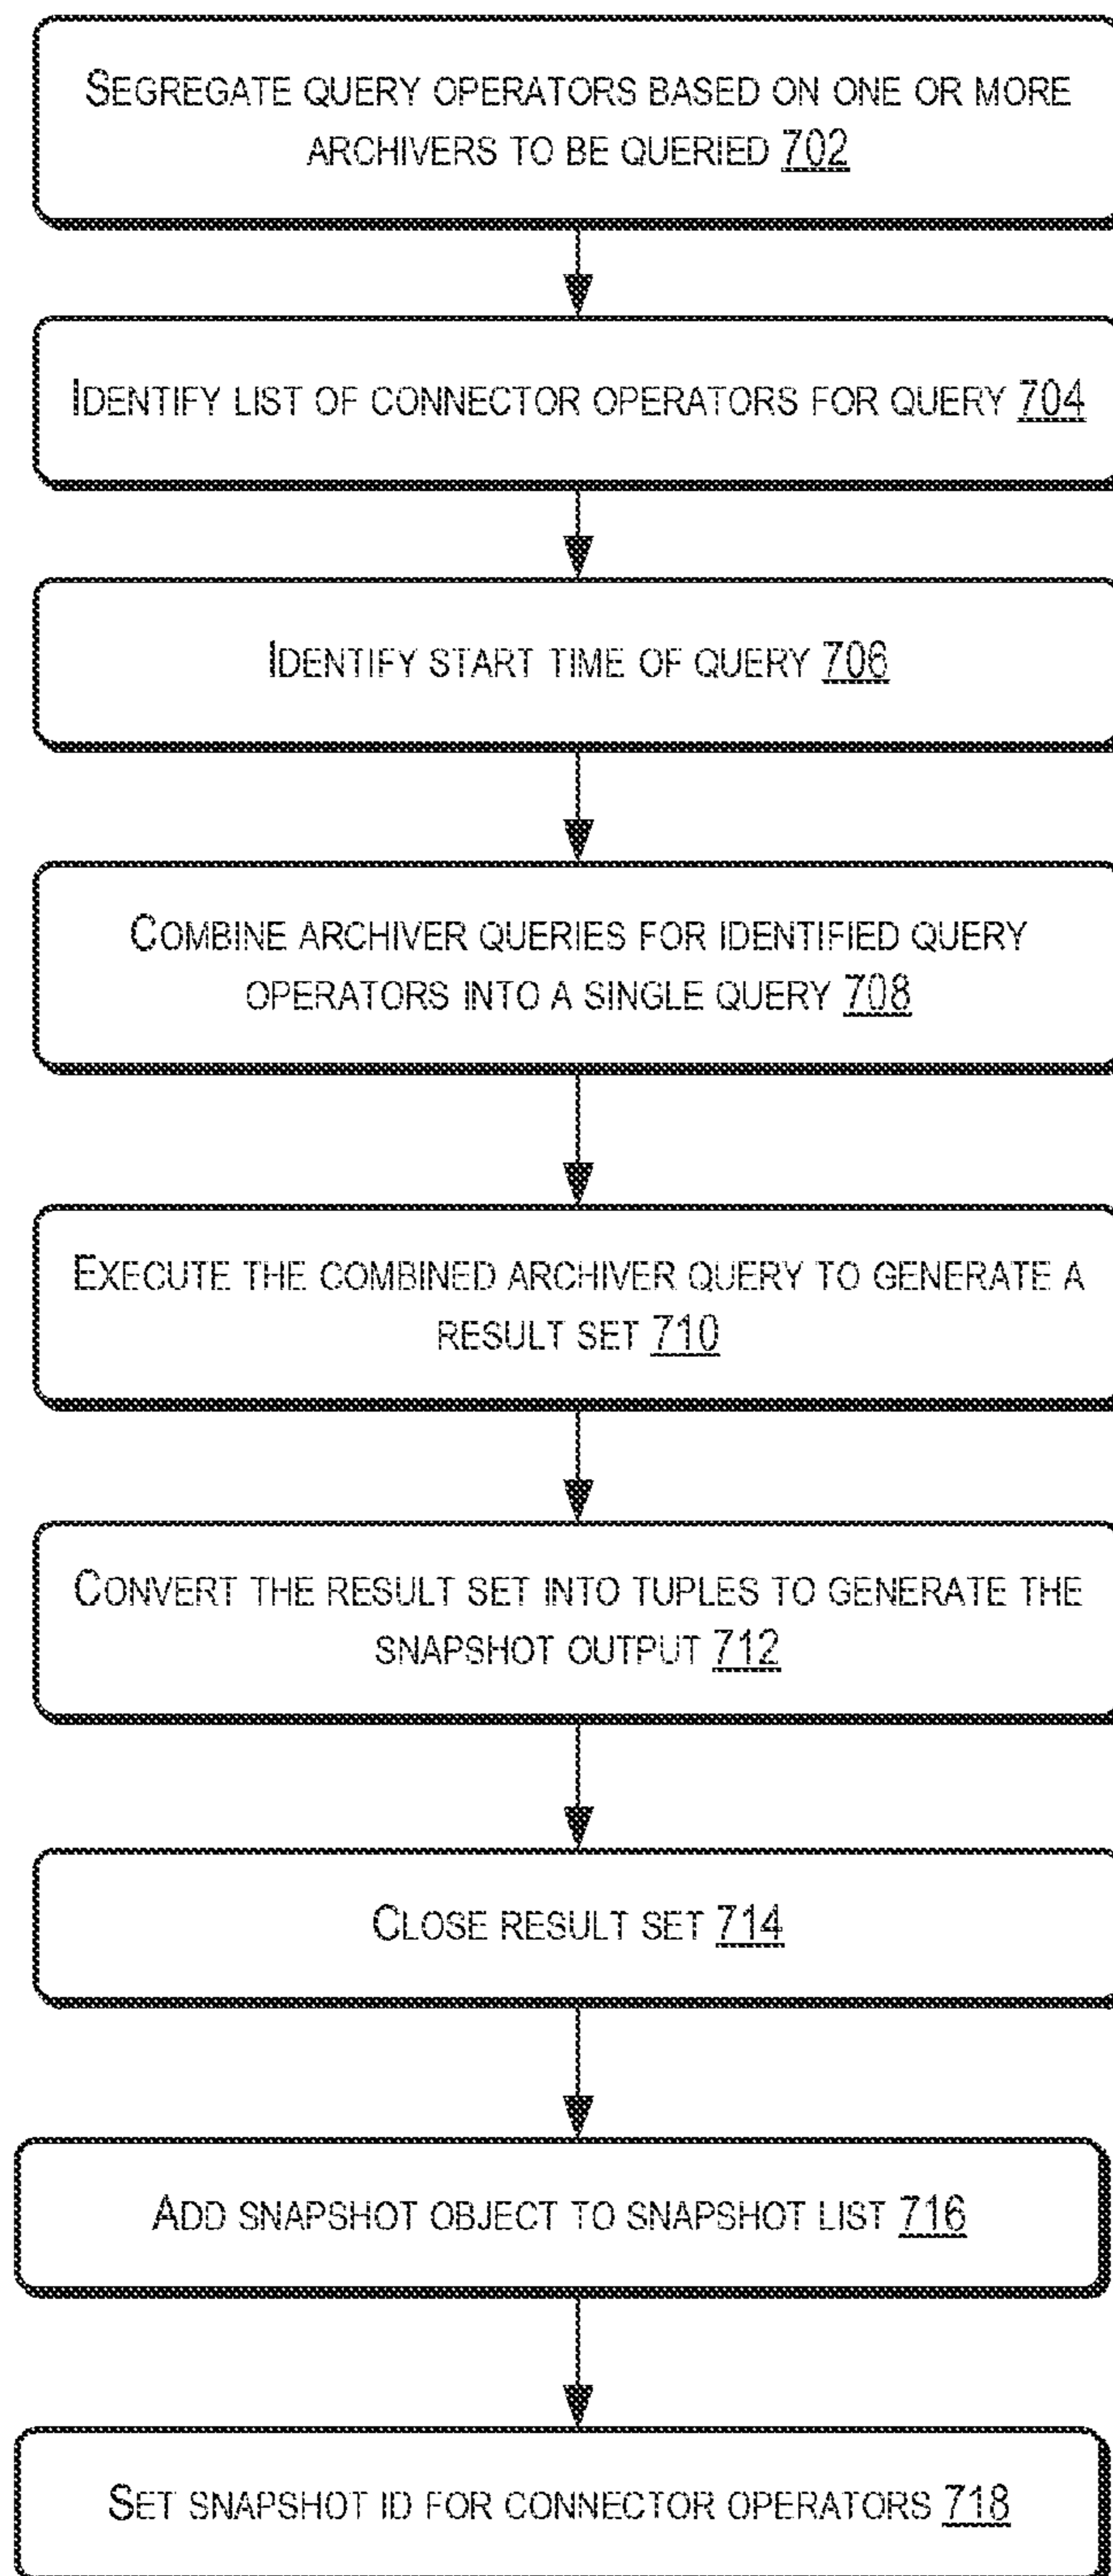 SEGREGATE QUERY OPERATORS BASED ON ONE OR MORE
ARCHIVERS TO BE QUERIED 702
IDENTIFY LIST OF CONNECTOR OPERATORS FOR QUERY 704
IDENTIFY START TIME OF QUERY 706
COMBINE ARCHIVER QUERIES FOR IDENTIFIED QUERY
OPERATORS INTO A SINGLE QUERY 708
EXECUTE THE COMBINED ARCHIVER QUERY TO GENERATE A
RESULT SET 710
CONVERT THE RESULT SET INTO TUPLES TO GENERATE THE
SNAPSHOT OUTPUT 712
CLOSE RESULT SET 714
ADD SNAPSHOT OBJECT TO SNAPSHOT LIST 716
SET SNAPSHOT ID FOR CONNECTOR OPERATORS 718